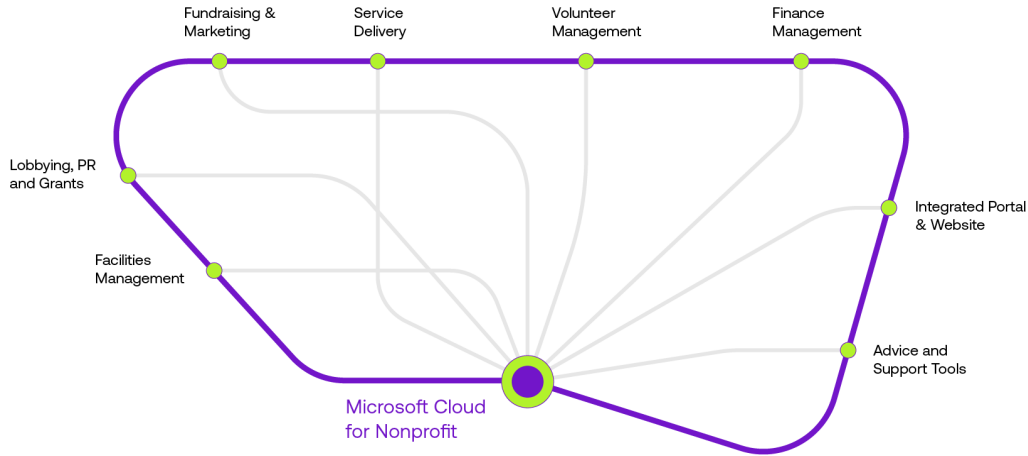 Fundraising &
Marketing
Service
Delivery
Volunteer
Management
Finance
Management
Lobbying, PR
and Grants
Integrated Portal
& Website
Facilities
Management
Advice and
Support Tools
Microsoft Cloud
for Nonprofit